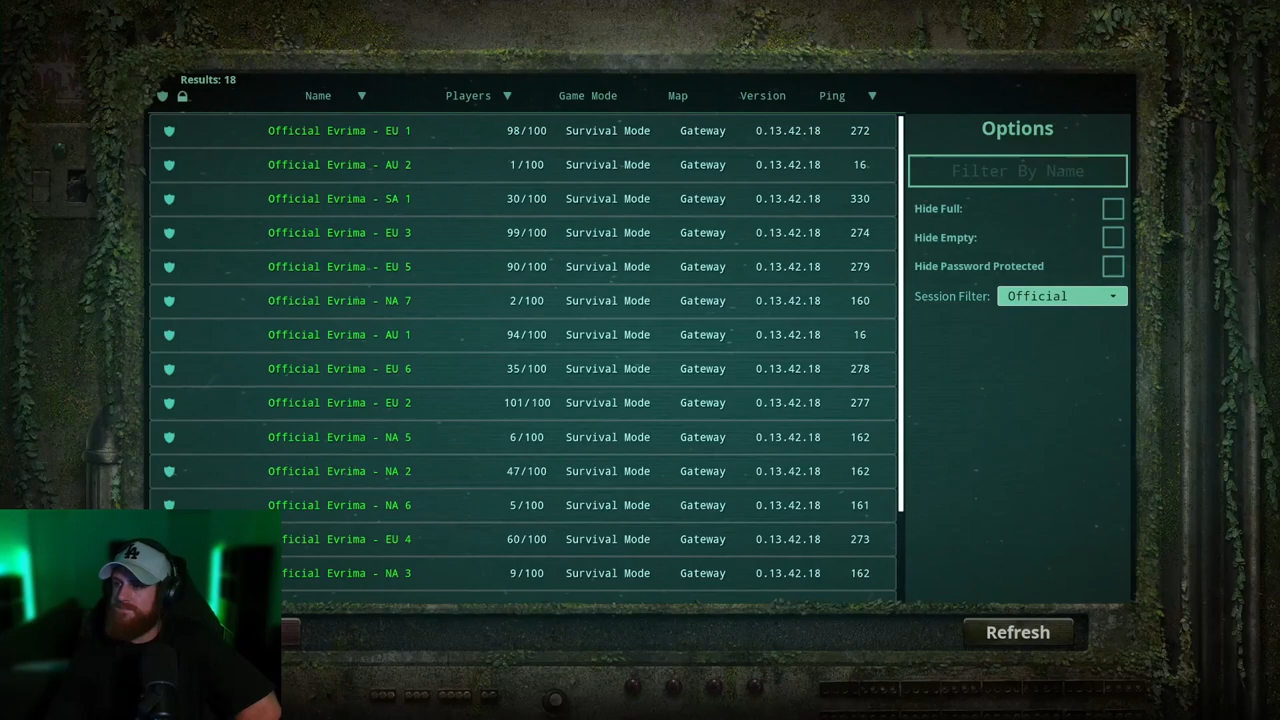 Results: 18
Name ▼ Players ▼ Game Mode Map Version Ping ▼
Official Evrima - EU 1 98/100 Survival Mode Gateway 0.13.42.18 272
Official Evrima - AU 2 1/100 Survival Mode Gateway 0.13.42.18 16
Official Evrima - SA 1 30/100 Survival Mode Gateway 0.13.42.18 330
Official Evrima - EU 3 99/100 Survival Mode Gateway 0.13.42.18 274
Official Evrima - EU 5 90/100 Survival Mode Gateway 0.13.42.18 279
Official Evrima - NA 7 2/100 Survival Mode Gateway 0.13.42.18 160
Official Evrima - AU 1 94/100 Survival Mode Gateway 0.13.42.18 16
Official Evrima - EU 6 35/100 Survival Mode Gateway 0.13.42.18 278
Official Evrima - EU 2 101/100 Survival Mode Gateway 0.13.42.18 277
Official Evrima - NA 5 6/100 Survival Mode Gateway 0.13.42.18 162
Official Evrima - NA 2 47/100 Survival Mode Gateway 0.13.42.18 162
Official Evrima - NA 6 5/100 Survival Mode Gateway 0.13.42.18 161
ficial Evrima - EU 4 60/100 Survival Mode Gateway 0.13.42.18 273
ficial Evrima - NA 3 9/100 Survival Mode Gateway 0.13.42.18 162
Options
Filter By Name
Hide Full:
Hide Empty:
Hide Password Protected
Session Filter: Official
Refresh
LA